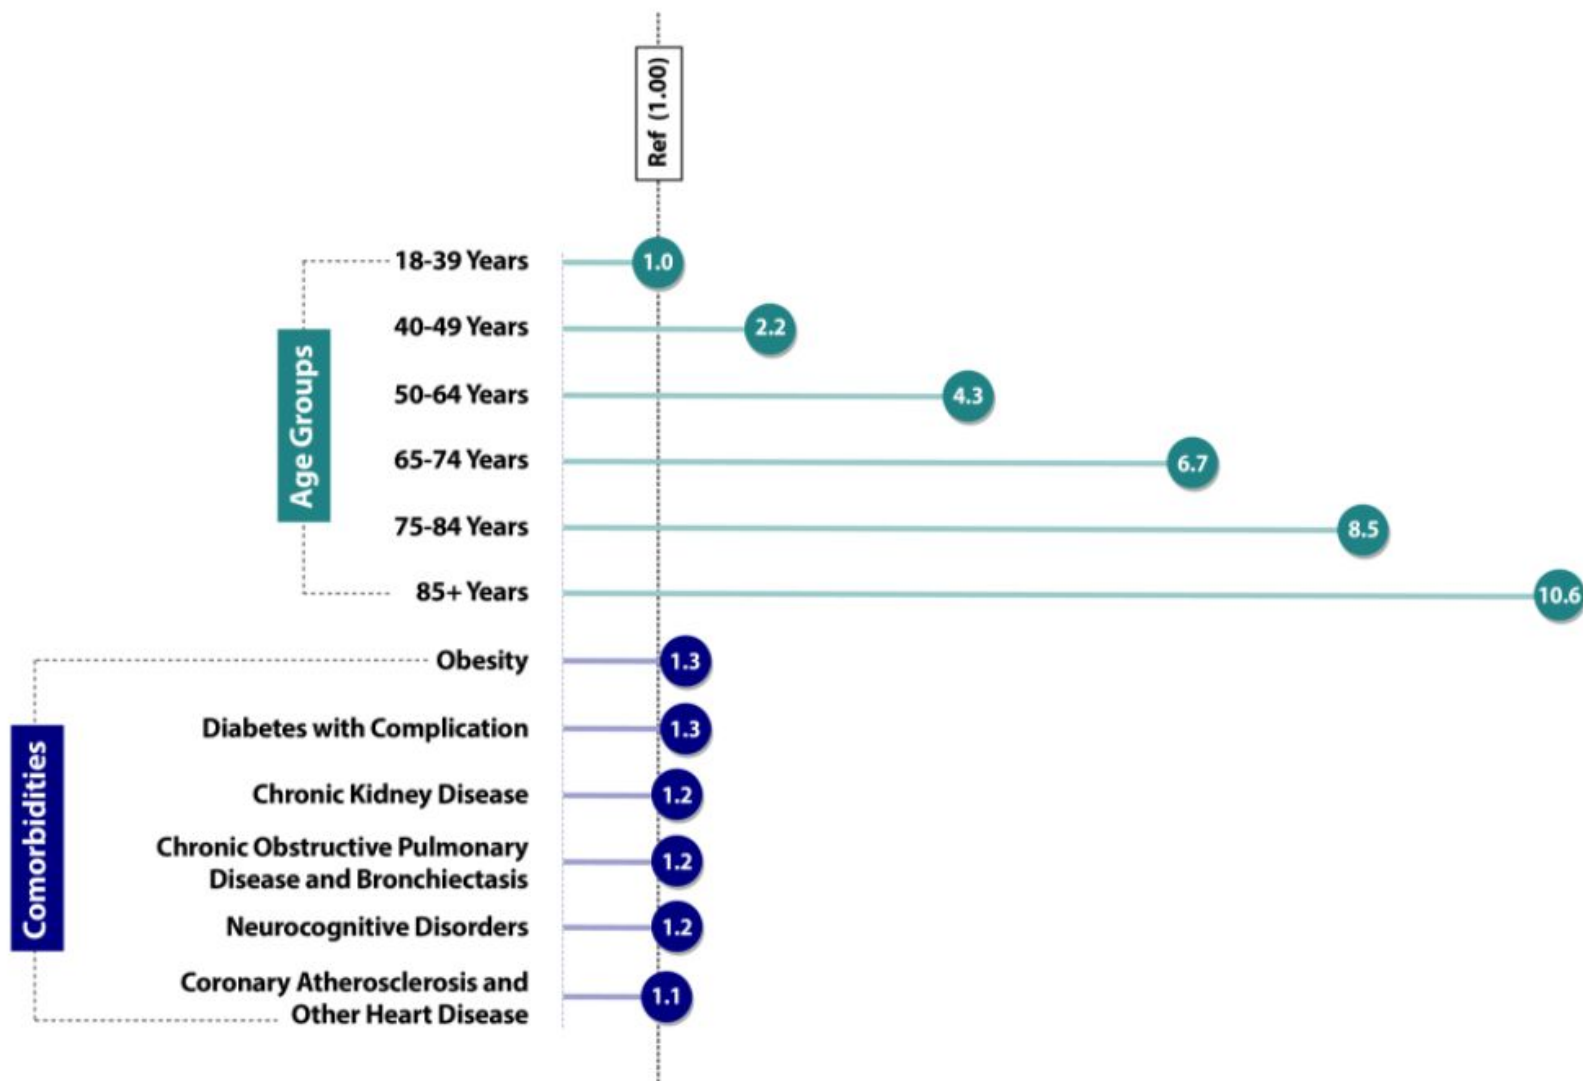 Ref (1.00)
Age Groups
18-39 Years
1.0
40-49 Years
2.2
50-64 Years
4.3
65-74 Years
6.7
75-84 Years
8.5
85+ Years
10.6
Comorbidities
Obesity
1.3
Diabetes with Complication
1.3
Chronic Kidney Disease
1.2
Chronic Obstructive Pulmonary
Disease and Bronchiectasis
1.2
Neurocognitive Disorders
1.2
Coronary Atherosclerosis and
Other Heart Disease
1.1